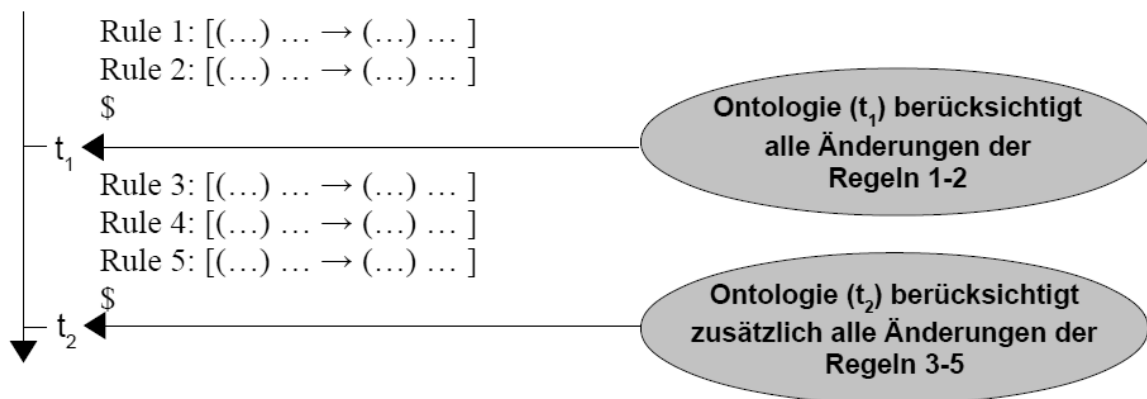 Rule 1: [(…) … → (…) … ]
Rule 2: [(…) … → (…) … ]
$
t1
Rule 3: [(…) … → (…) … ]
Rule 4: [(…) … → (…) … ]
Rule 5: [(…) … → (…) … ]
$
t2
Ontologie (t1) berücksichtigt
alle Änderungen der
Regeln 1-2
Ontologie (t2) berücksichtigt
zusätzlich alle Änderungen der
Regeln 3-5